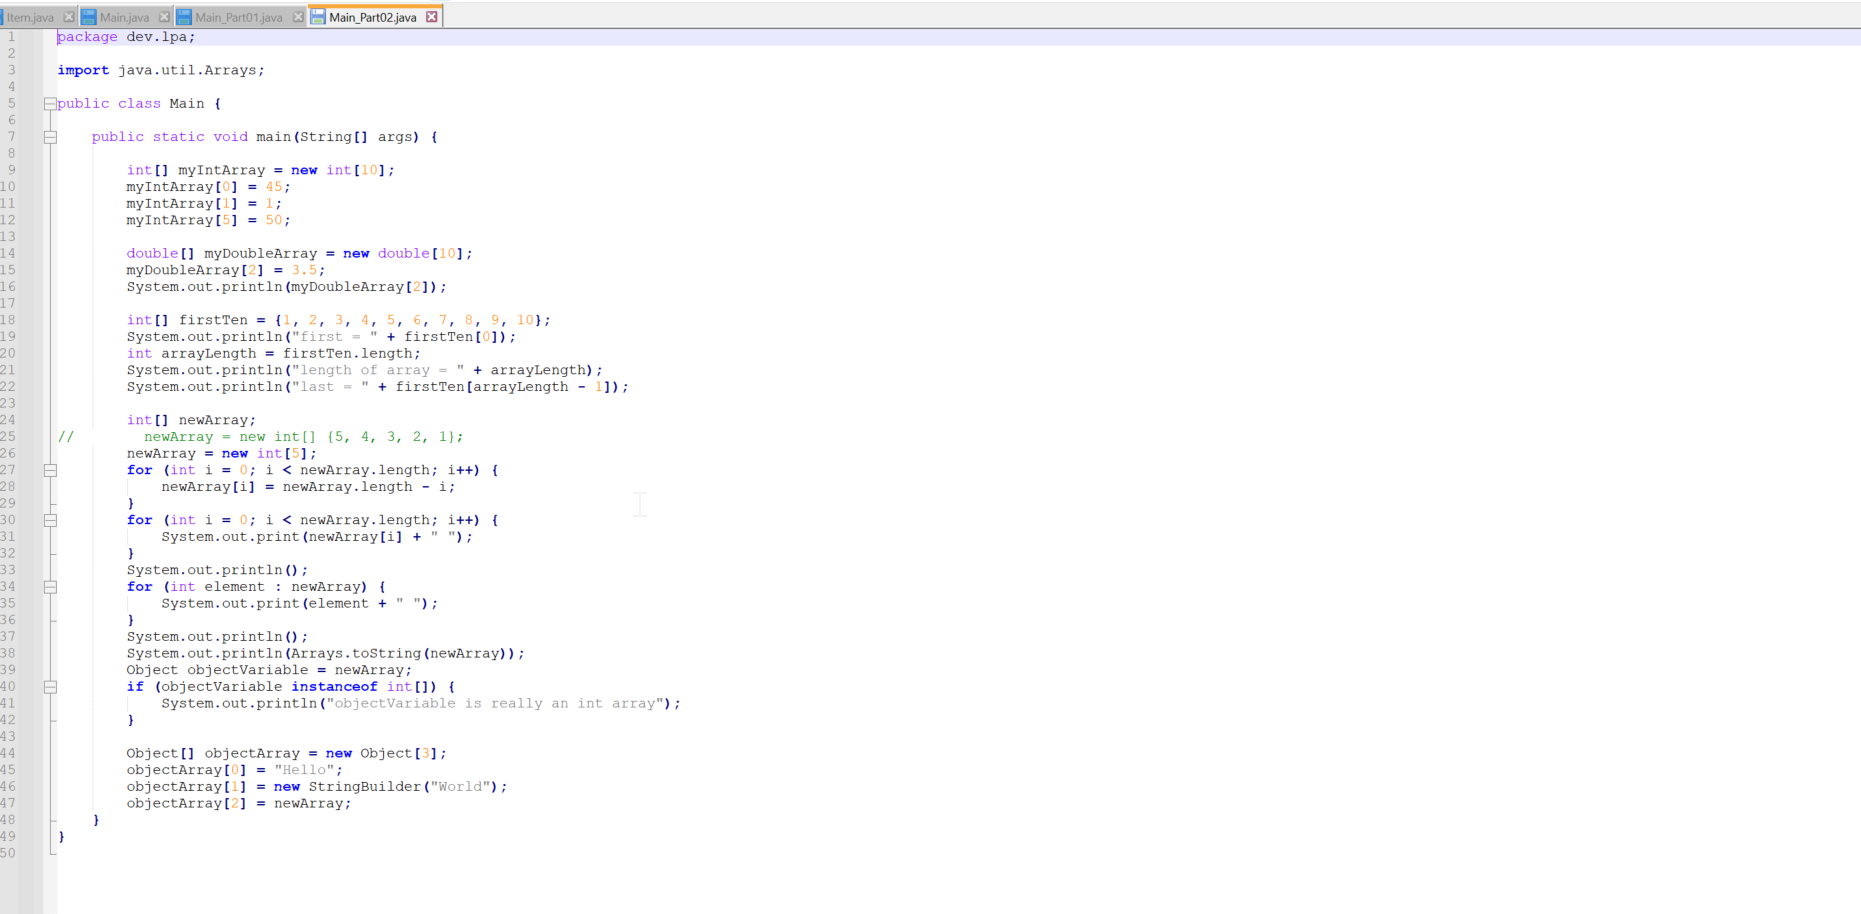 Item.java Main.java Main_Part01.java Main_Part02.java
1 package dev.lpa;
2
3 import java.util.Arrays;
4
5 public class Main {
6
7     public static void main(String[] args) {
8
9         int[] myIntArray = new int[10];
10         myIntArray[0] = 45;
11         myIntArray[1] = 1;
12         myIntArray[5] = 50;
13
14         double[] myDoubleArray = new double[10];
15         myDoubleArray[2] = 3.5;
16         System.out.println(myDoubleArray[2]);
17
18         int[] firstTen = {1, 2, 3, 4, 5, 6, 7, 8, 9, 10};
19         System.out.println("first = " + firstTen[0]);
20         int arrayLength = firstTen.length;
21         System.out.println("length of array = " + arrayLength);
22         System.out.println("last = " + firstTen[arrayLength - 1]);
23
24         int[] newArray;
25 //        newArray = new int[] {5, 4, 3, 2, 1};
26         newArray = new int[5];
27         for (int i = 0; i < newArray.length; i++) {
28             newArray[i] = newArray.length - i;
29         }
30         for (int i = 0; i < newArray.length; i++) {
31             System.out.print(newArray[i] + " ");
32         }
33         System.out.println();
34         for (int element : newArray) {
35             System.out.print(element + " ");
36         }
37         System.out.println();
38         System.out.println(Arrays.toString(newArray));
39         Object objectVariable = newArray;
40         if (objectVariable instanceof int[]) {
41             System.out.println("objectVariable is really an int array");
42         }
43
44         Object[] objectArray = new Object[3];
45         objectArray[0] = "Hello";
46         objectArray[1] = new StringBuilder("World");
47         objectArray[2] = newArray;
48     }
49 }
50